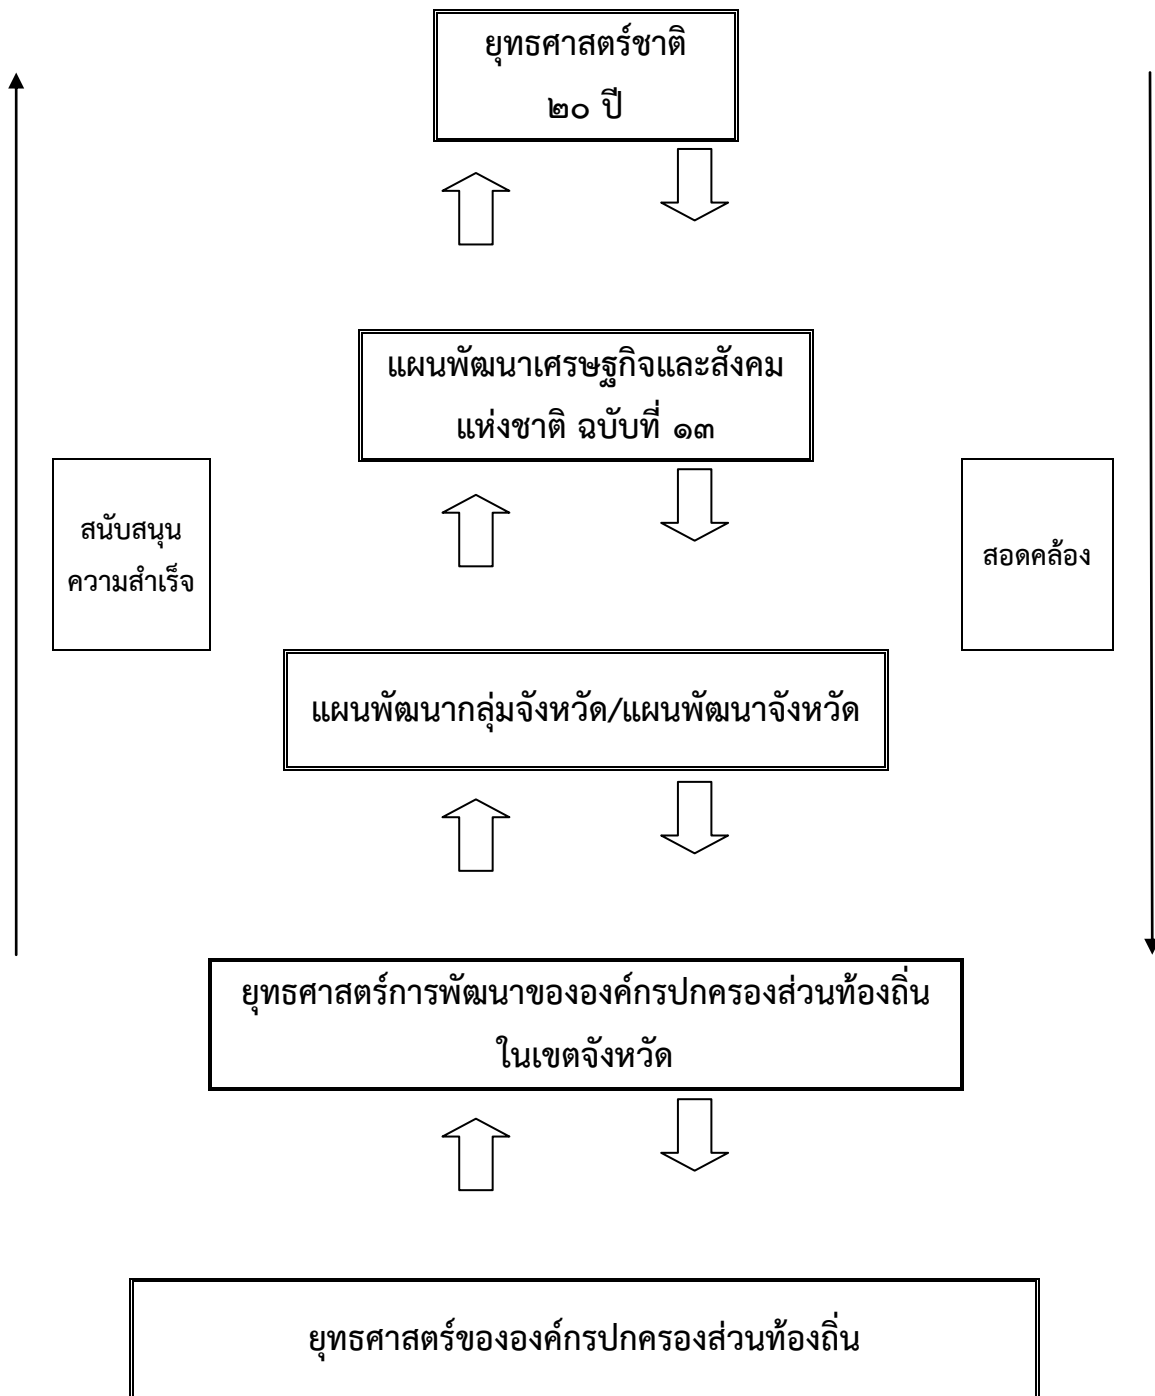 ยุทธศาสตร์ชาติ
๒๐ ปี
แผนพัฒนาเศรษฐกิจและสังคม
แห่งชาติ ฉบับที่ ๑๓
สนับสนุน
ความสำเร็จ
สอดคล้อง
แผนพัฒนากลุ่มจังหวัด/แผนพัฒนาจังหวัด
ยุทธศาสตร์การพัฒนาขององค์กรปกครองส่วนท้องถิ่น
ในเขตจังหวัด
ยุทธศาสตร์ขององค์กรปกครองส่วนท้องถิ่น